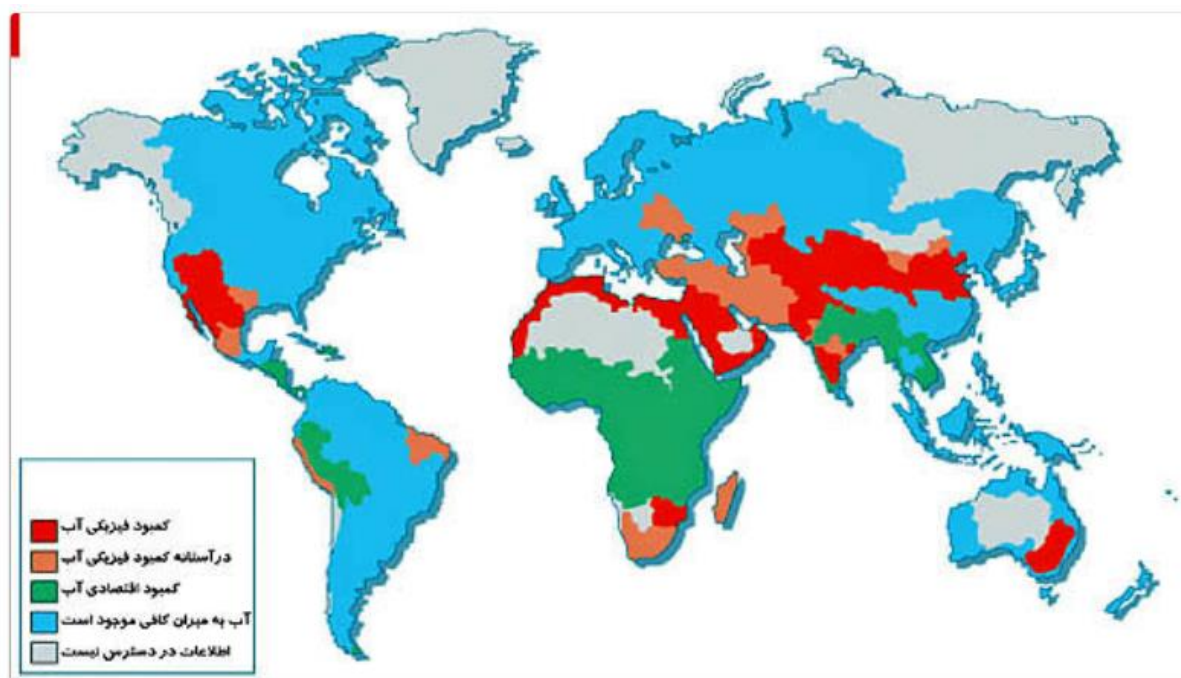 کمبود فیزیکی آب
درآستانه کمبود فیزیکی آب
کمبود اقتصادی آب
آب به میزان کافی موجود است
اطلاعات در دسترس نیست